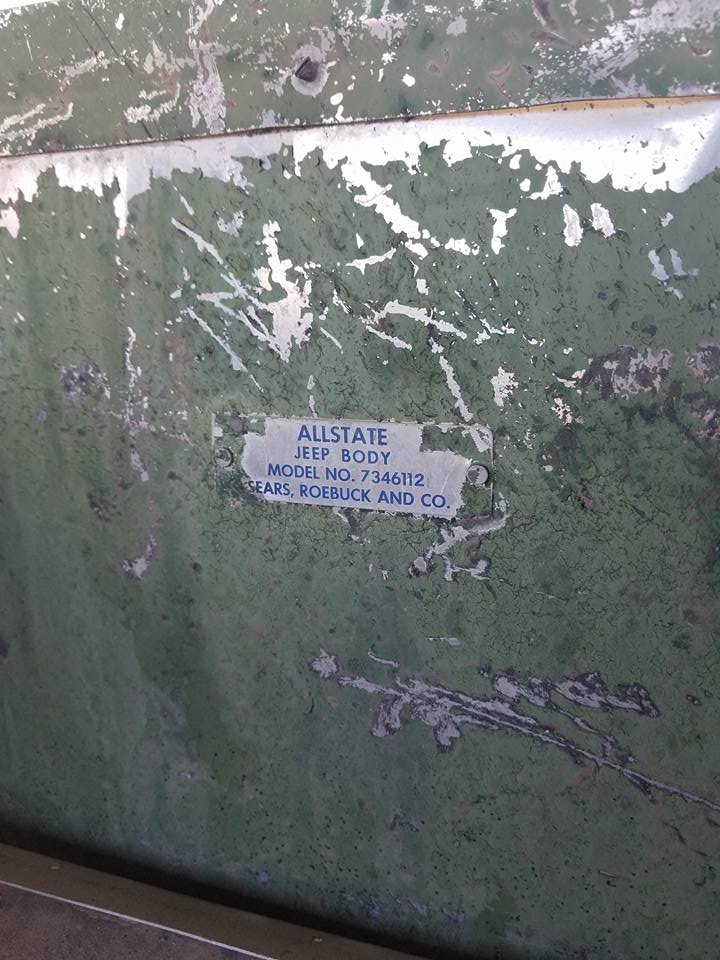 ALLSTATE
JEEP BODY
MODEL NO. 7346112
SEARS, ROEBUCK AND CO.